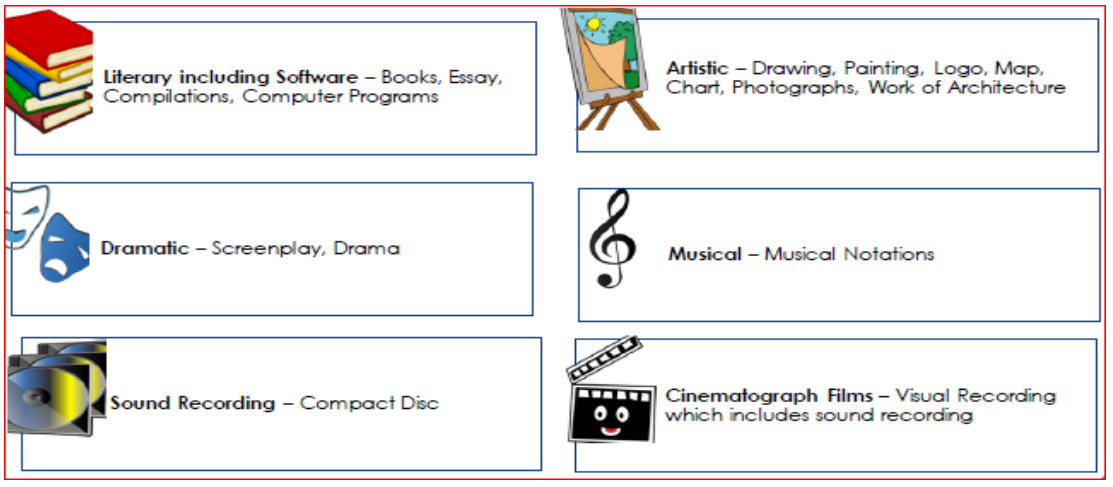 Literary including Software – Books, Essay,
Compilations, Computer Programs
Artistic – Drawing, Painting, Logo, Map,
Chart, Photographs, Work of Architecture
Dramatic – Screenplay, Drama
Musical – Musical Notations
Sound Recording – Compact Disc
Cinematograph Films – Visual Recording
which includes sound recording